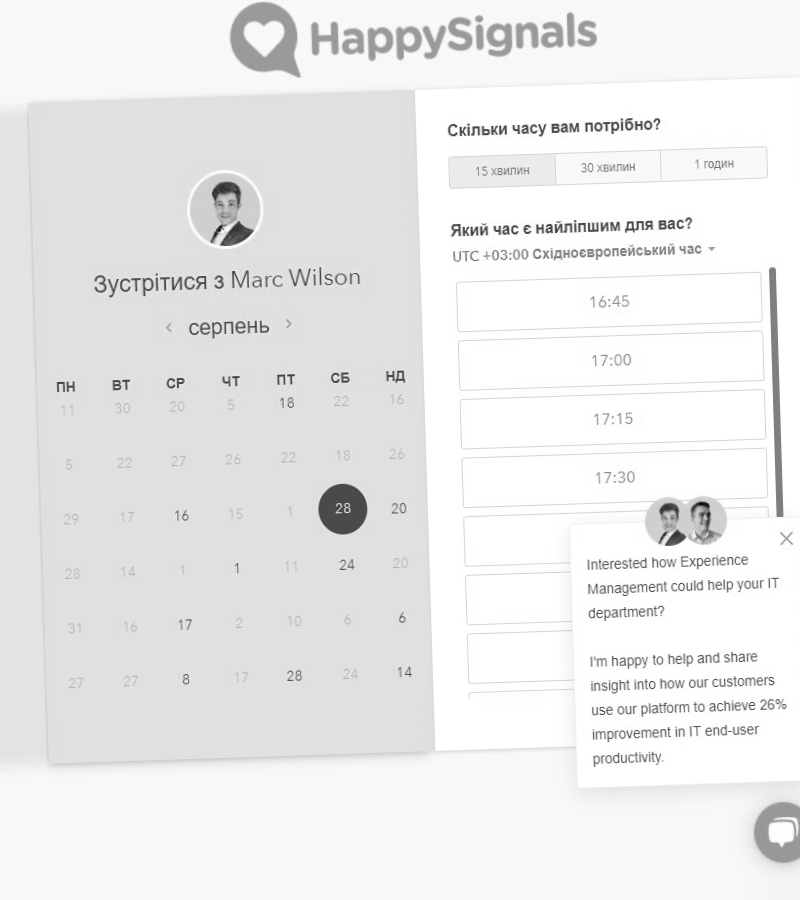 HappySignals
Зустрітися з Marc Wilson
серпень
ПН ВТ СР ЧТ ПТ СБ НД
11 30 20 5 18 22 16
5 22 27 26 22 18 26
29 17 16 15 1 28 20
28 14 1 1 11 24 20
31 16 17 2 10 6 6
27 27 8 17 28 24 14
Скільки часу вам потрібно?
15 хвилин 30 хвилин 1 годин
Який час є найліпшим для вас?
UTC +03:00 Східноєвропейський час
16:45
17:00
17:15
17:30
Interested how Experience
Management could help your IT
department?
I'm happy to help and share
insight into how our customers
use our platform to achieve 26%
improvement in IT end-user
productivity.